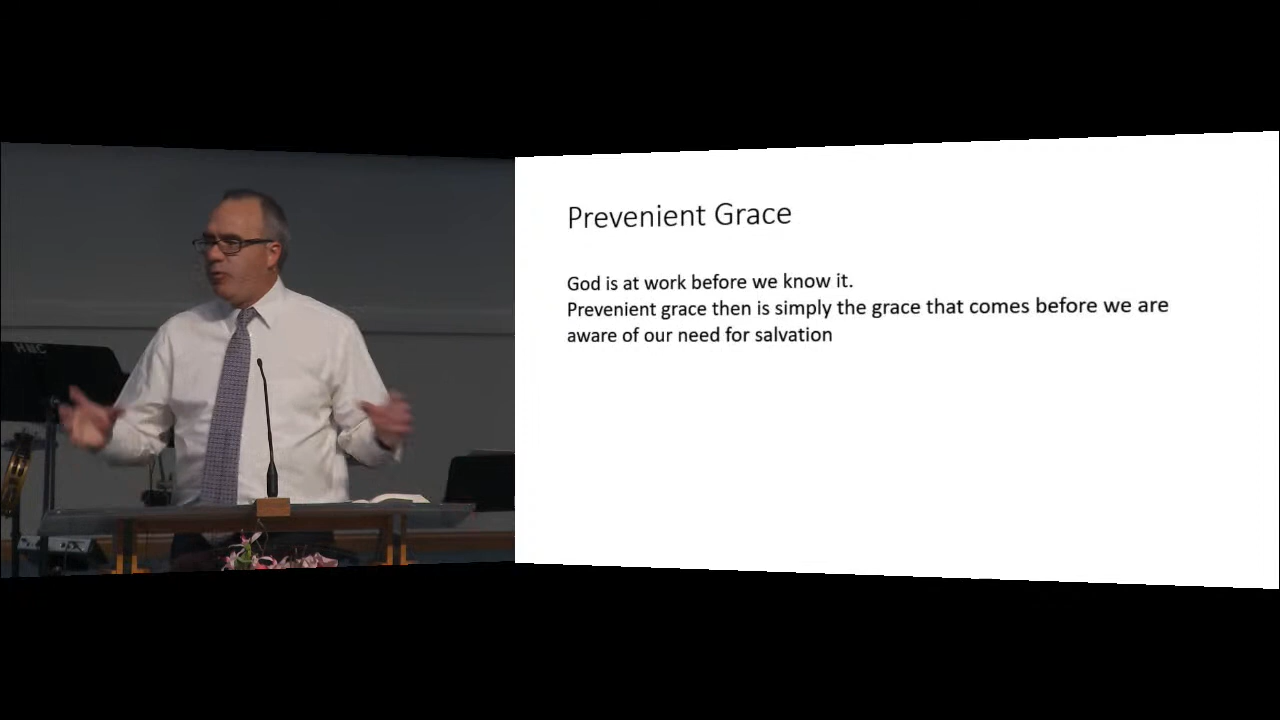 Prevenient Grace
God is at work before we know it.
Prevenient grace then is simply the grace that comes before we are
aware of our need for salvation